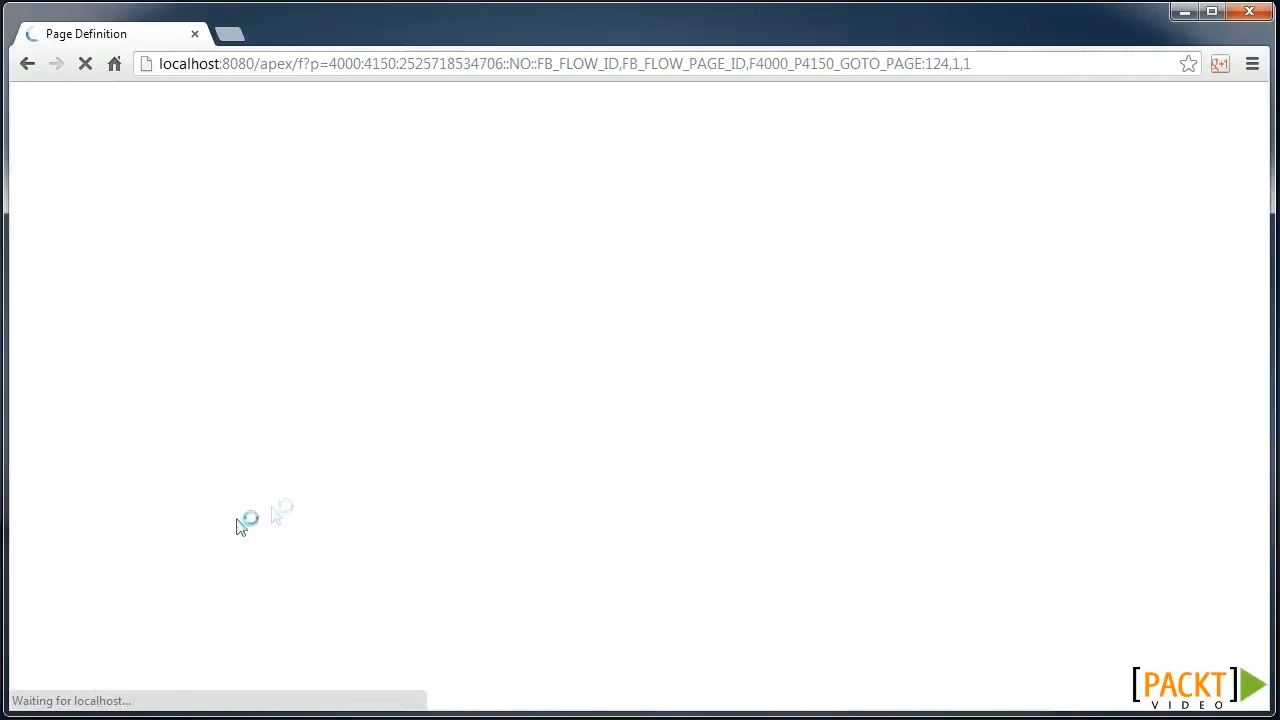 Page Definition
localhost:8080/apex/f?p=4000:4150:2525718534706::NO::FB_FLOW_ID,FB_FLOW_PAGE_ID,F4000_P4150_GOTO_PAGE:124,1,1
Waiting for localhost...
[PACKT]
VIDEO